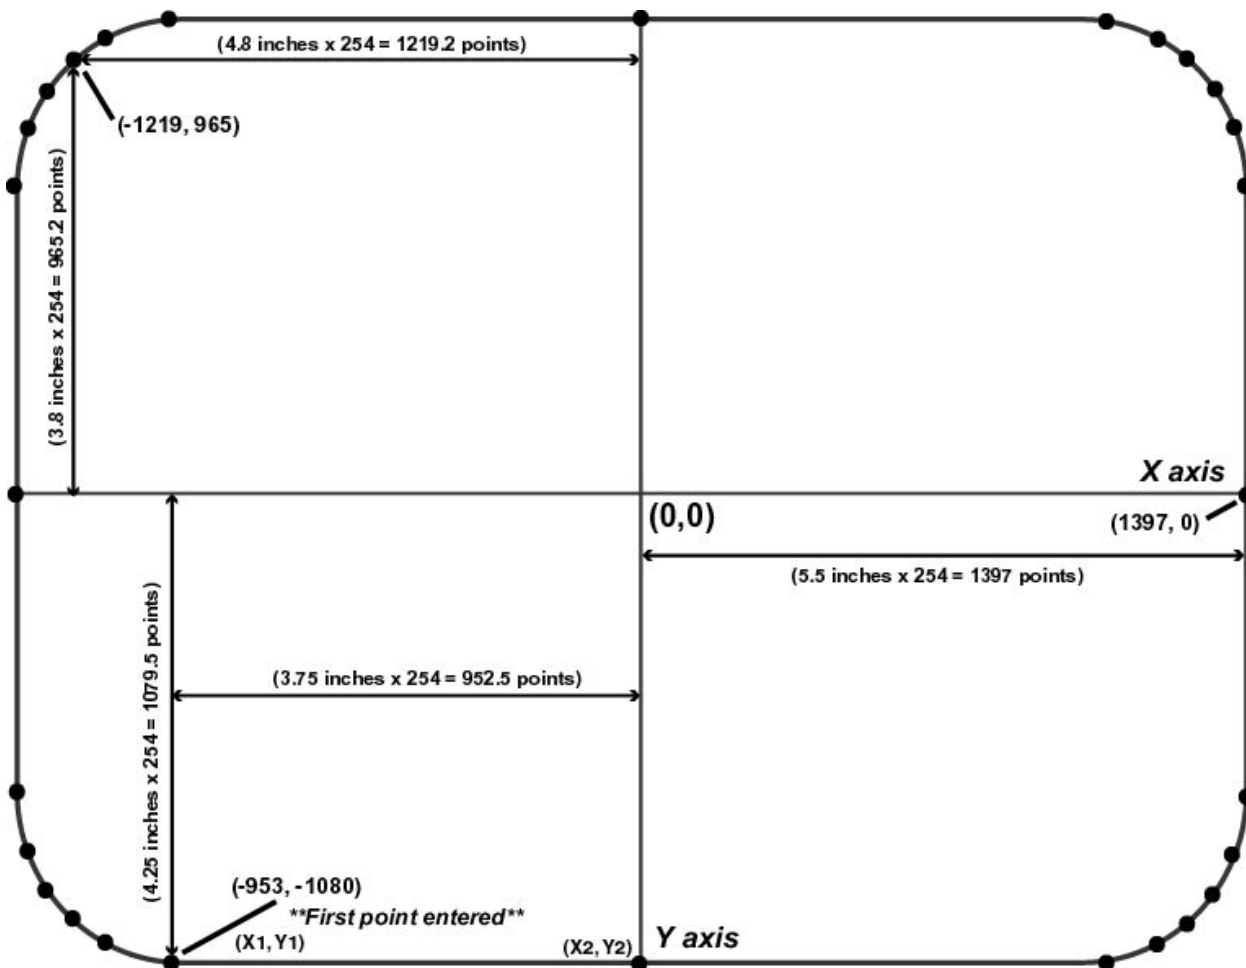 (4.8 inches x 254 = 1219.2 points)
(-1219, 965)
(3.8 inches x 254 = 965.2 points)
X axis
(0,0)
(1397, 0)
(5.5 inches x 254 = 1397 points)
(4.25 inches x 254 = 1079.5 points)
(3.75 inches x 254 = 952.5 points)
(-953, -1080)
**First point entered**
(X1, Y1)
(X2, Y2)
Y axis